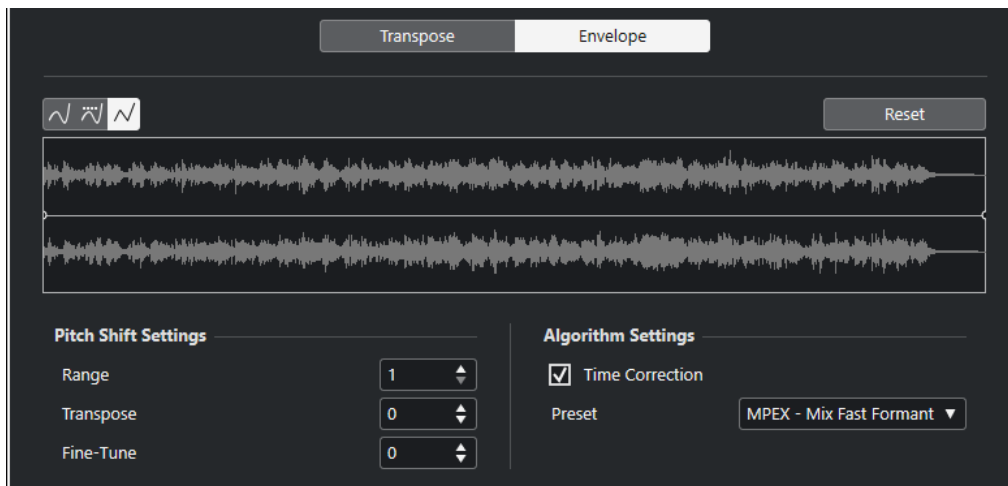 Transpose Envelope
Reset
Pitch Shift Settings
Range 1
Transpose 0
Fine-Tune 0
Algorithm Settings
Time Correction
Preset MPEX - Mix Fast Formant